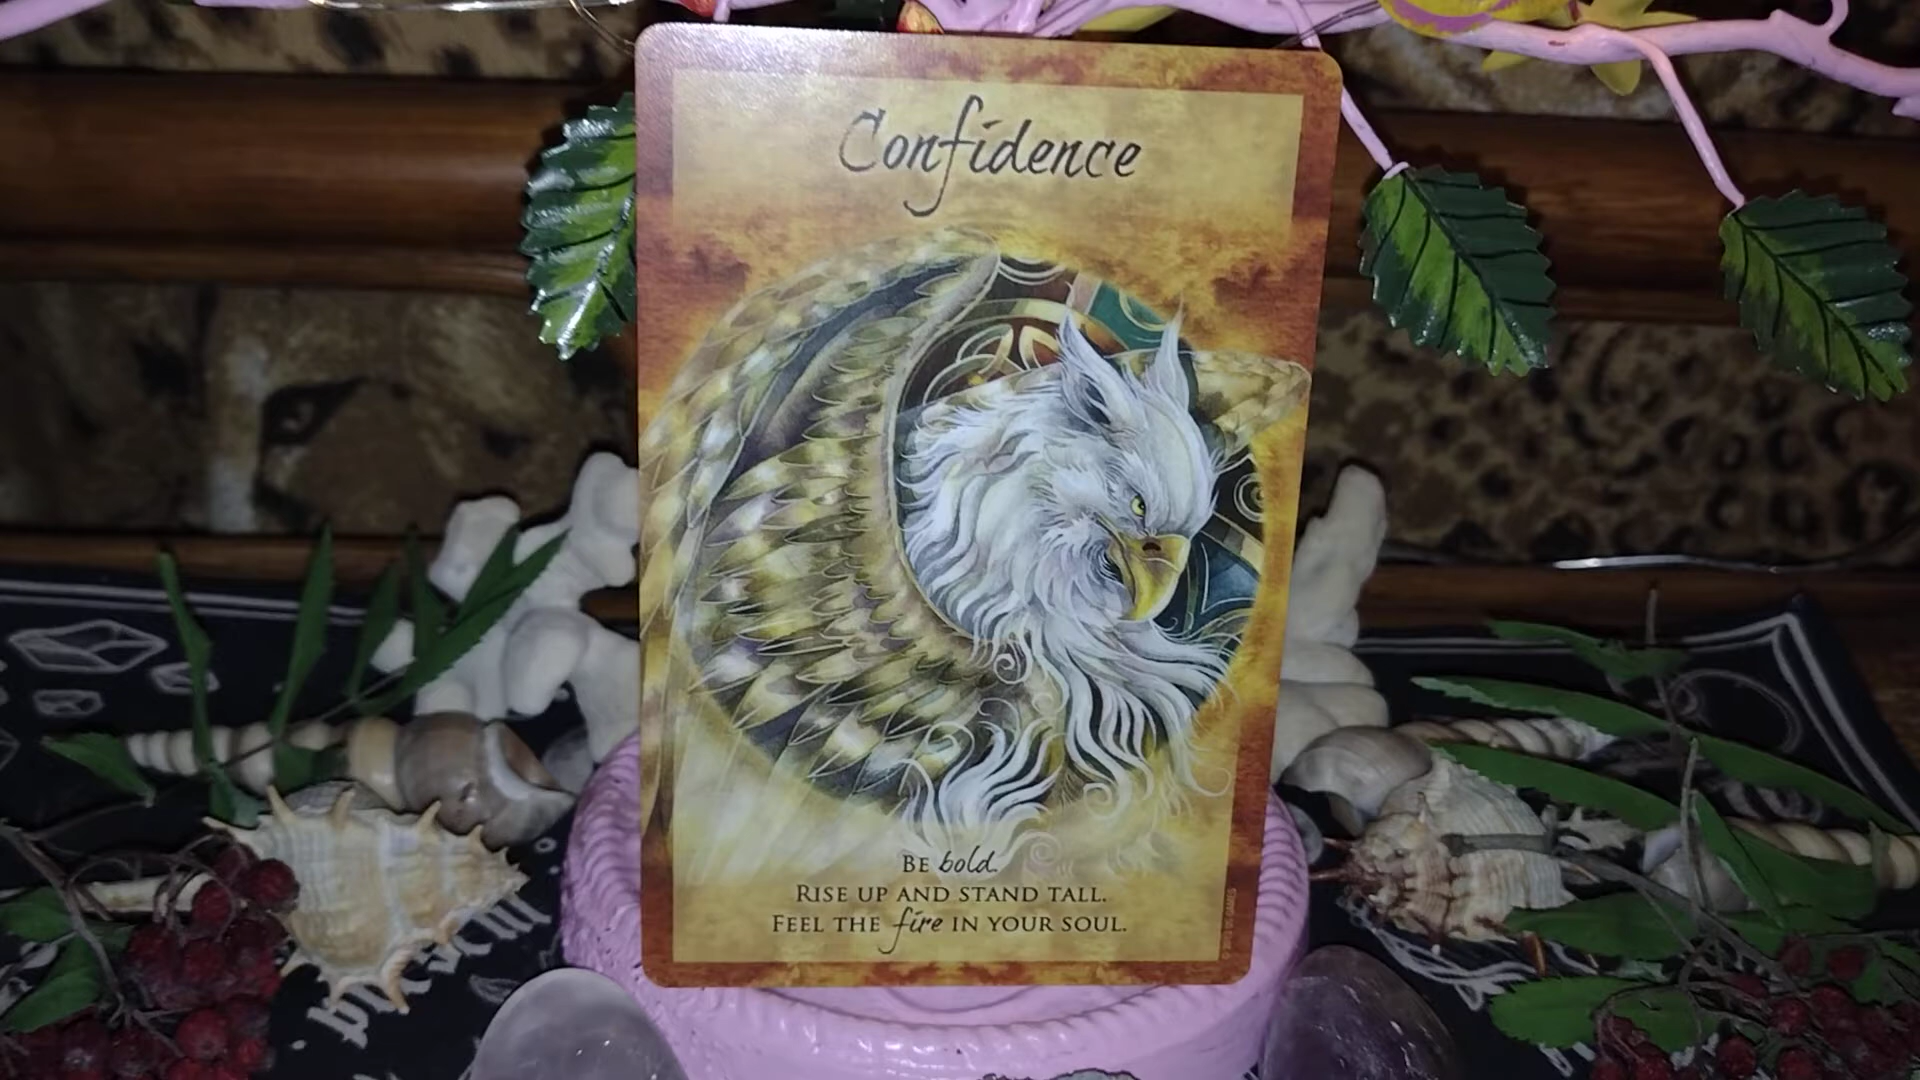 Confidence
BE bold.
RISE UP AND STAND TALL.
FEEL THE fire IN YOUR SOUL.